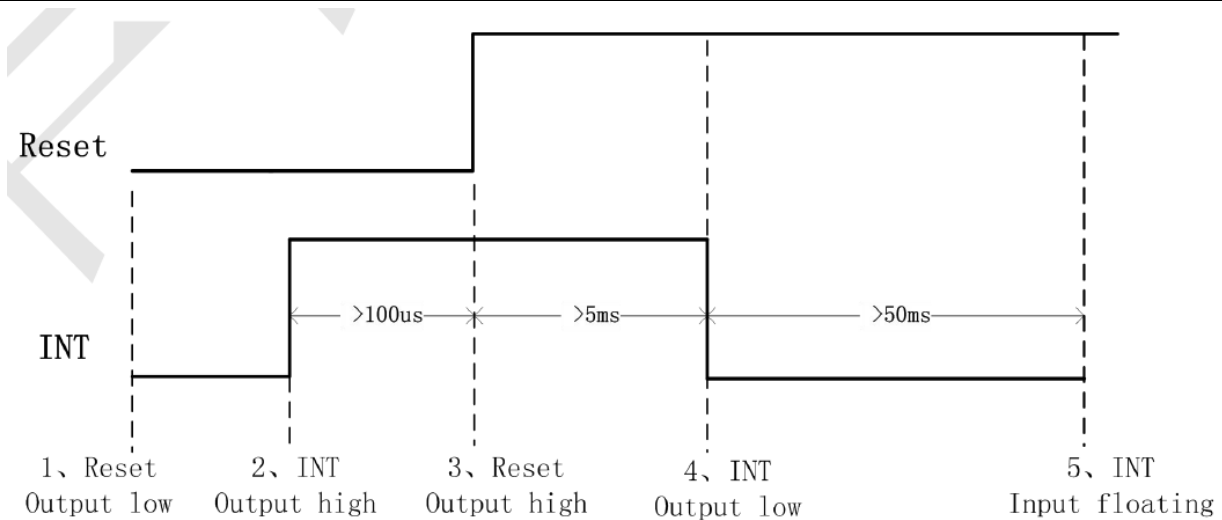 Reset
>100us
>5ms
>50ms
INT
1、Reset
Output low
2、INT
Output high
3、Reset
Output high
4、INT
Output low
5、INT
Input floating